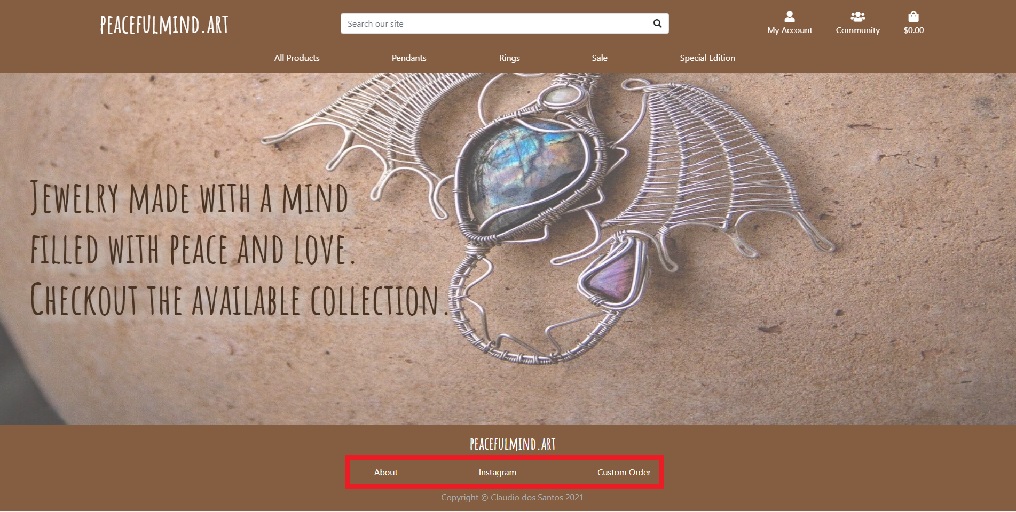 PEACEFULMIND.ART
Search our site
My Account Community $0.00
All Products Pendants Rings Sale Special Edition
JEWELRY MADE WITH A MIND
FILLED WITH PEACE AND LOVE.
CHECKOUT THE AVAILABLE COLLECTION.
PEACEFULMIND.ART
About Instagram Custom Order
Copyright © Claudio dos Santos 2021